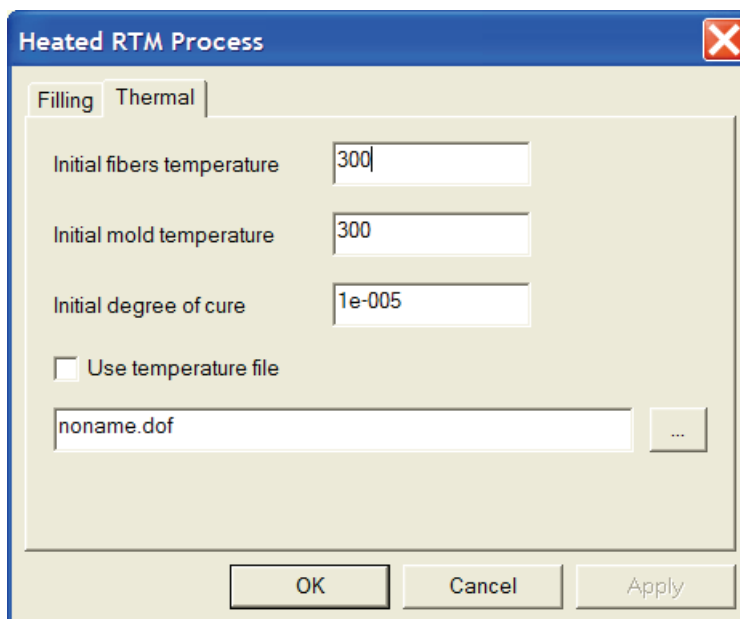 Heated RTM Process
Filling Thermal
Initial fibers temperature 300
Initial mold temperature 300
Initial degree of cure 1e-005
Use temperature file
noname.dof ...
OK Cancel Apply